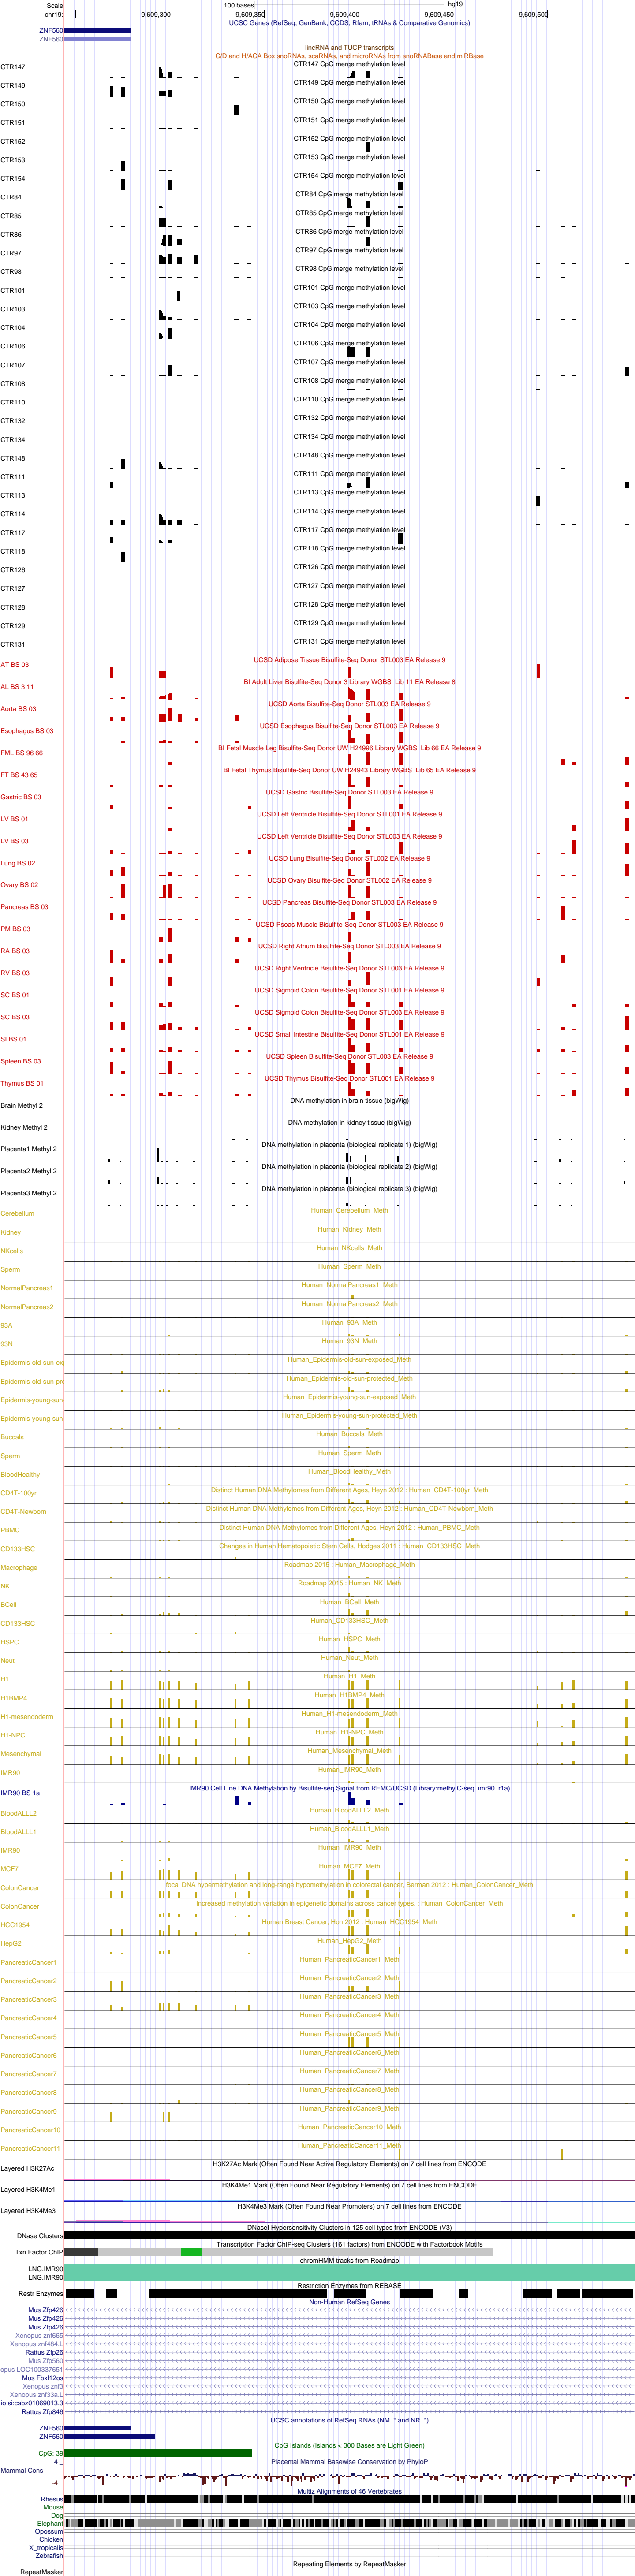 Scale 100 bases hg19
chr19: 9,609,300 9,609,350 9,609,400 9,609,450 9,609,500
UCSC Genes (RefSeq, GenBank, CCDS, Rfam, tRNAs & Comparative Genomics)
ZNF560
ZNF560
lincRNA and TUCP transcripts
C/D and H/ACA Box snoRNAs, scaRNAs, and microRNAs from snoRNABase and miRBase
CTR147 CpG merge methylation level
CTR147
CTR149 CpG merge methylation level
CTR149
CTR150 CpG merge methylation level
CTR150
CTR151 CpG merge methylation level
CTR151
CTR152 CpG merge methylation level
CTR152
CTR153 CpG merge methylation level
CTR153
CTR154 CpG merge methylation level
CTR154
CTR84 CpG merge methylation level
CTR84
CTR85 CpG merge methylation level
CTR85
CTR86 CpG merge methylation level
CTR86
CTR97 CpG merge methylation level
CTR97
CTR98 CpG merge methylation level
CTR98
CTR101 CpG merge methylation level
CTR101
CTR103 CpG merge methylation level
CTR103
CTR104 CpG merge methylation level
CTR104
CTR106 CpG merge methylation level
CTR106
CTR107 CpG merge methylation level
CTR107
CTR108 CpG merge methylation level
CTR108
CTR110 CpG merge methylation level
CTR110
CTR132 CpG merge methylation level
CTR132
CTR134 CpG merge methylation level
CTR134
CTR148 CpG merge methylation level
CTR148
CTR111 CpG merge methylation level
CTR111
CTR113 CpG merge methylation level
CTR113
CTR114 CpG merge methylation level
CTR114
CTR117 CpG merge methylation level
CTR117
CTR118 CpG merge methylation level
CTR118
CTR126 CpG merge methylation level
CTR126
CTR127 CpG merge methylation level
CTR127
CTR128 CpG merge methylation level
CTR128
CTR129 CpG merge methylation level
CTR129
CTR131 CpG merge methylation level
CTR131
UCSD Adipose Tissue Bisulfite-Seq Donor STL003 EA Release 9
AT BS 03
BI Adult Liver Bisulfite-Seq Donor 3 Library WGBS_Lib 11 EA Release 8
AL BS 3 11
UCSD Aorta Bisulfite-Seq Donor STL003 EA Release 9
Aorta BS 03
UCSD Esophagus Bisulfite-Seq Donor STL003 EA Release 9
Esophagus BS 03
BI Fetal Muscle Leg Bisulfite-Seq Donor UW H24996 Library WGBS_Lib 66 EA Release 9
FML BS 96 66
BI Fetal Thymus Bisulfite-Seq Donor UW H24943 Library WGBS_Lib 65 EA Release 9
FT BS 43 65
UCSD Gastric Bisulfite-Seq Donor STL003 EA Release 9
Gastric BS 03
UCSD Left Ventricle Bisulfite-Seq Donor STL001 EA Release 9
LV BS 01
UCSD Left Ventricle Bisulfite-Seq Donor STL003 EA Release 9
LV BS 03
UCSD Lung Bisulfite-Seq Donor STL002 EA Release 9
Lung BS 02
UCSD Ovary Bisulfite-Seq Donor STL002 EA Release 9
Ovary BS 02
UCSD Pancreas Bisulfite-Seq Donor STL003 EA Release 9
Pancreas BS 03
UCSD Psoas Muscle Bisulfite-Seq Donor STL003 EA Release 9
PM BS 03
UCSD Right Atrium Bisulfite-Seq Donor STL003 EA Release 9
RA BS 03
UCSD Right Ventricle Bisulfite-Seq Donor STL003 EA Release 9
RV BS 03
UCSD Sigmoid Colon Bisulfite-Seq Donor STL001 EA Release 9
SC BS 01
UCSD Sigmoid Colon Bisulfite-Seq Donor STL003 EA Release 9
SC BS 03
UCSD Small Intestine Bisulfite-Seq Donor STL001 EA Release 9
SI BS 01
UCSD Spleen Bisulfite-Seq Donor STL003 EA Release 9
Spleen BS 03
UCSD Thymus Bisulfite-Seq Donor STL001 EA Release 9
Thymus BS 01
DNA methylation in brain tissue (bigWig)
Brain Methyl 2
DNA methylation in kidney tissue (bigWig)
Kidney Methyl 2
DNA methylation in placenta (biological replicate 1) (bigWig)
Placenta1 Methyl 2
DNA methylation in placenta (biological replicate 2) (bigWig)
Placenta2 Methyl 2
DNA methylation in placenta (biological replicate 3) (bigWig)
Placenta3 Methyl 2
Human_Cerebellum_Meth
Cerebellum
Human_Kidney_Meth
Kidney
Human_NKcells_Meth
NKcells
Human_Sperm_Meth
Sperm
Human_NormalPancreas1_Meth
NormalPancreas1
Human_NormalPancreas2_Meth
NormalPancreas2
Human_93A_Meth
93A
Human_93N_Meth
93N
Human_Epidermis-old-sun-exposed_Meth
Epidermis-old-sun-ex
Human_Epidermis-old-sun-protected_Meth
Epidermis-old-sun-pro
Human_Epidermis-young-sun-exposed_Meth
Epidermis-young-sun
Human_Epidermis-young-sun-protected_Meth
Epidermis-young-sun
Human_Buccals_Meth
Buccals
Human_Sperm_Meth
Sperm
Human_BloodHealthy_Meth
BloodHealthy
Distinct Human DNA Methylomes from Different Ages, Heyn 2012 : Human_CD4T-100yr_Meth
CD4T-100yr
Distinct Human DNA Methylomes from Different Ages, Heyn 2012 : Human_CD4T-Newborn_Meth
CD4T-Newborn
Distinct Human DNA Methylomes from Different Ages, Heyn 2012 : Human_PBMC_Meth
PBMC
Changes in Human Hematopoietic Stem Cells, Hodges 2011 : Human_CD133HSC_Meth
CD133HSC
Roadmap 2015 : Human_Macrophage_Meth
Macrophage
Roadmap 2015 : Human_NK_Meth
NK
Human_BCell_Meth
BCell
Human_CD133HSC_Meth
CD133HSC
Human_HSPC_Meth
HSPC
Human_Neut_Meth
Neut
Human_H1_Meth
H1
Human_H1BMP4_Meth
H1BMP4
Human_H1-mesendoderm_Meth
H1-mesendoderm
Human_H1-NPC_Meth
H1-NPC
Human_Mesenchymal_Meth
Mesenchymal
Human_IMR90_Meth
IMR90
IMR90 Cell Line DNA Methylation by Bisulfite-seq Signal from REMC/UCSD (Library:methylC-seq_imr90_r1a)
IMR90 BS 1a
Human_BloodALLL2_Meth
BloodALLL2
Human_BloodALLL1_Meth
BloodALLL1
Human_IMR90_Meth
IMR90
Human_MCF7_Meth
MCF7
focal DNA hypermethylation and long-range hypomethylation in colorectal cancer, Berman 2012 : Human_ColonCancer_Meth
ColonCancer
Increased methylation variation in epigenetic domains across cancer types. : Human_ColonCancer_Meth
ColonCancer
Human Breast Cancer, Hon 2012 : Human_HCC1954_Meth
HCC1954
Human_HepG2_Meth
HepG2
Human_PancreaticCancer1_Meth
PancreaticCancer1
Human_PancreaticCancer2_Meth
PancreaticCancer2
Human_PancreaticCancer3_Meth
PancreaticCancer3
Human_PancreaticCancer4_Meth
PancreaticCancer4
Human_PancreaticCancer5_Meth
PancreaticCancer5
Human_PancreaticCancer6_Meth
PancreaticCancer6
Human_PancreaticCancer7_Meth
PancreaticCancer7
Human_PancreaticCancer8_Meth
PancreaticCancer8
Human_PancreaticCancer9_Meth
PancreaticCancer9
Human_PancreaticCancer10_Meth
PancreaticCancer10
Human_PancreaticCancer11_Meth
PancreaticCancer11
H3K27Ac Mark (Often Found Near Active Regulatory Elements) on 7 cell lines from ENCODE
Layered H3K27Ac
H3K4Me1 Mark (Often Found Near Regulatory Elements) on 7 cell lines from ENCODE
Layered H3K4Me1
H3K4Me3 Mark (Often Found Near Promoters) on 7 cell lines from ENCODE
Layered H3K4Me3
DNaseI Hypersensitivity Clusters in 125 cell types from ENCODE (V3)
DNase Clusters
Transcription Factor ChIP-seq Clusters (161 factors) from ENCODE with Factorbook Motifs
Txn Factor ChIP
chromHMM tracks from Roadmap
LNG.IMR90
LNG.IMR90
Restriction Enzymes from REBASE
Restr Enzymes
Non-Human RefSeq Genes
Mus Zfp426
Mus Zfp426
Mus Zfp426
Xenopus znf665
Xenopus znf484.L
Rattus Zfp26
Mus Zfp560
opus LOC100337651
Mus Fbxl12os
Xenopus znf3
Xenopus znf33a.L
io si:cabz01069013.3
Rattus Zfp846
UCSC annotations of RefSeq RNAs (NM_* and NR_*)
ZNF560
ZNF560
CpG Islands (Islands < 300 Bases are Light Green)
CpG: 39
Placental Mammal Basewise Conservation by PhyloP
4 _
Mammal Cons
-4 _
Multiz Alignments of 46 Vertebrates
Rhesus
Mouse
Dog
Elephant
Opossum
Chicken
X_tropicalis
Zebrafish
Repeating Elements by RepeatMasker
RepeatMasker